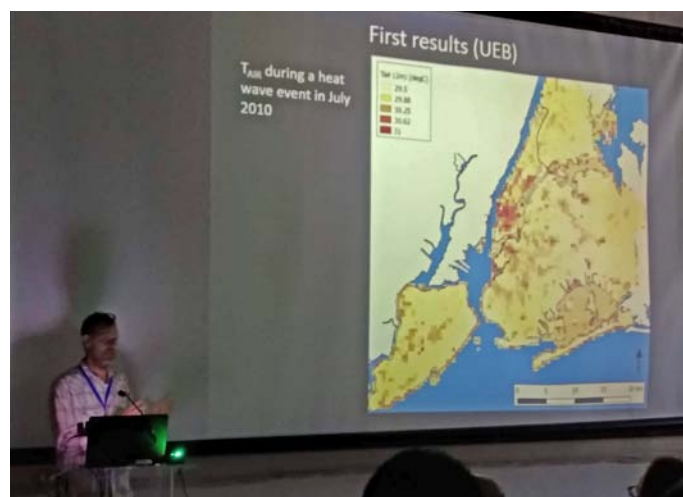 First results (UEB)
T_AIR during a heat
wave event in July
2010
Tair (2m) (degC)
29.5
29.88
30.25
30.62
31